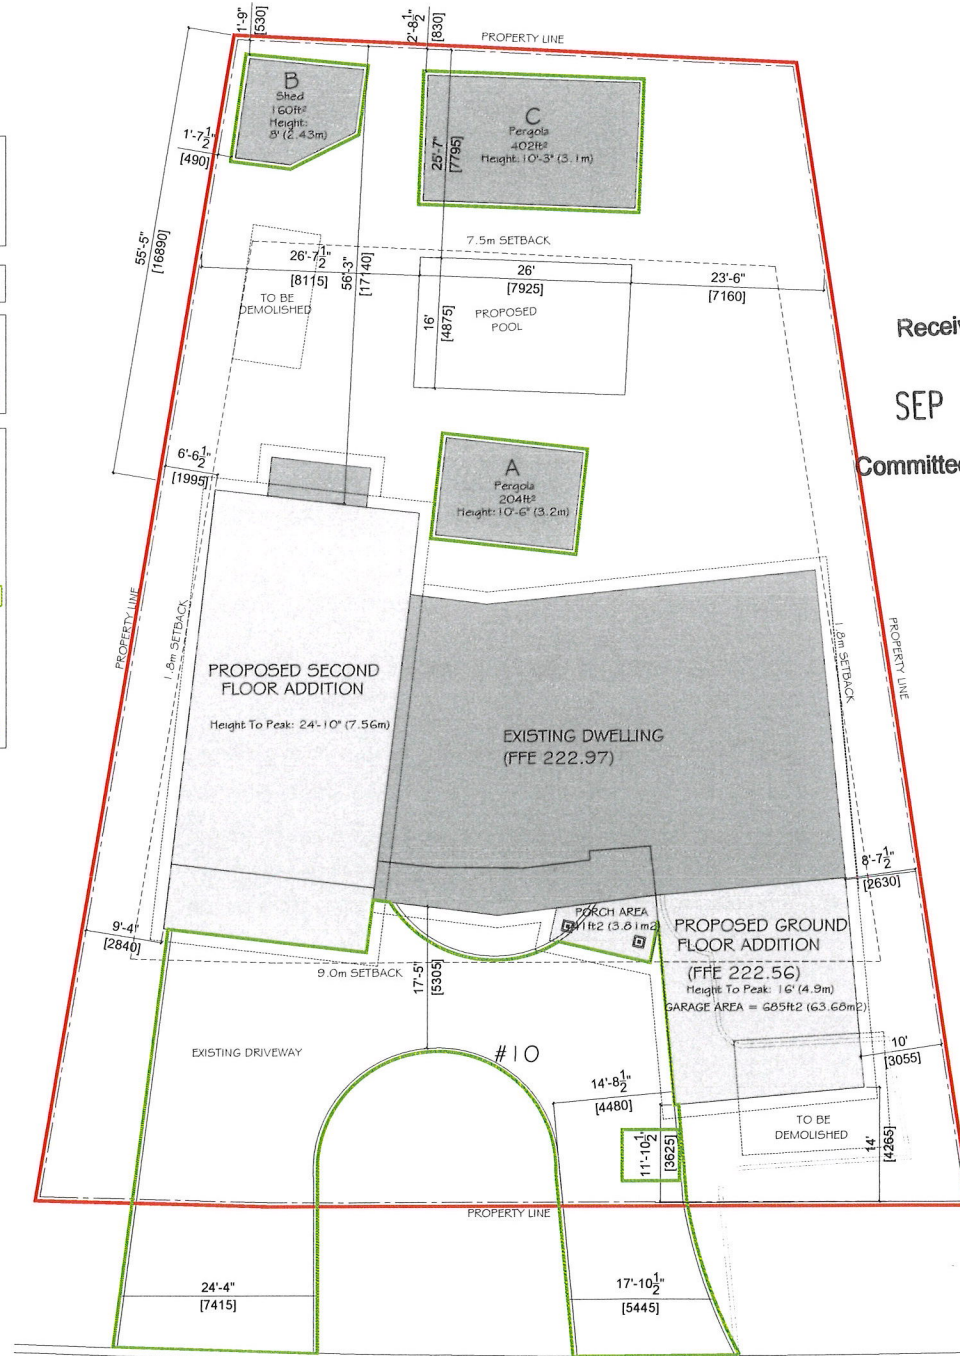 1'-9"
[530]
2'-8 1/2"
[830]
PROPERTY LINE
B
Shed
160ft²
Height:
8' (2.43m)
C
Pergola
402ft²
Height: 10'-3" (3.1m)
1'-7 1/2"
[490]
25'-7"
[7795]
55'-5"
[16890]
7.5m SETBACK
26'-7 1/2"
[8115]
56'-3"
[17140]
26'
[7925]
23'-6"
[7160]
TO BE
DEMOLISHED
16'
[4875]
PROPOSED
POOL
Receiv
SEP
Committee
6'-6 1/2"
[1995]
A
Pergola
204ft²
Height: 10'-6" (3.2m)
PROPERTY LINE
1.8m SETBACK
PROPOSED SECOND
FLOOR ADDITION
Height To Peak: 24'-10" (7.56m)
EXISTING DWELLING
(FFE 222.97)
1.8m SETBACK
PROPERTY LINE
8'-7 1/2"
[2630]
PORCH AREA
1ft2 (3.81m2)
PROPOSED GROUND
FLOOR ADDITION
(FFE 222.56)
Height To Peak: 16' (4.9m)
GARAGE AREA = 685ft2 (63.68m2)
9'-4"
[2840]
9.0m SETBACK
17'-5"
[5305]
EXISTING DRIVEWAY
#10
10'
[3055]
14'-8 1/2"
[4480]
TO BE
DEMOLISHED
11'-10 1/2"
[3625]
14'
[4265]
PROPERTY LINE
24'-4"
[7415]
17'-10 1/2"
[5445]